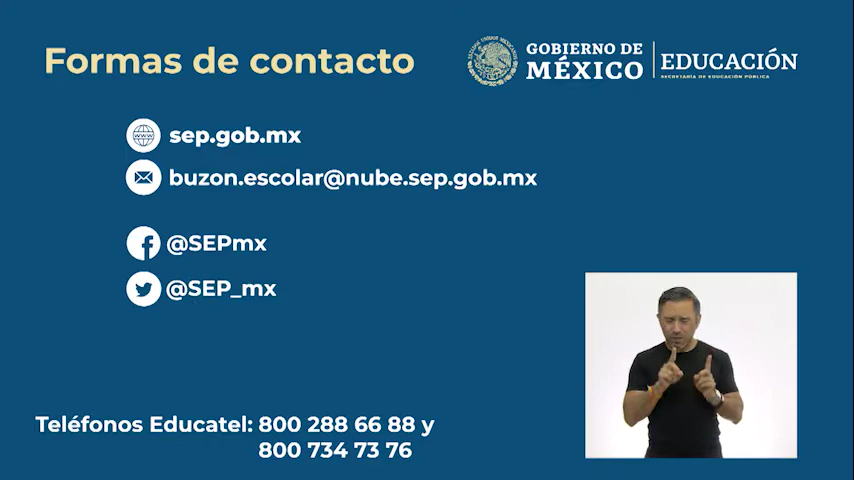 Formas de contacto
GOBIERNO DE
MÉXICO
EDUCACIÓN
SECRETARÍA DE EDUCACIÓN PÚBLICA
www
sep.gob.mx
buzon.escolar@nube.sep.gob.mx
@SEPmx
@SEP_mx
Teléfonos Educatel: 800 288 66 88 y
800 734 73 76